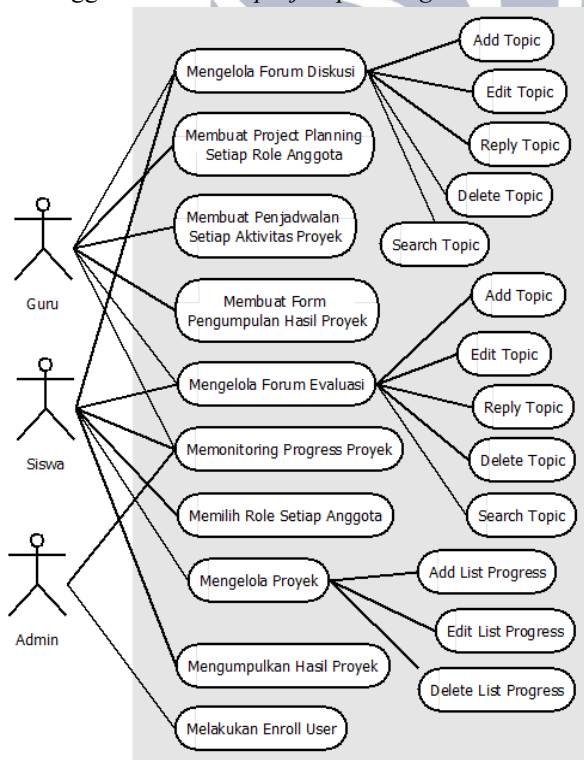 Mengelola Forum Diskusi
Membuat Project Planning
Setiap Role Anggota
Membuat Penjadwalan
Setiap Aktivitas Proyek
Membuat Form
Pengumpulan Hasil Proyek
Mengelola Forum Evaluasi
Memonitoring Progress Proyek
Memilih Role Setiap Anggota
Mengelola Proyek
Mengumpulkan Hasil Proyek
Melakukan Enroll User
Guru
Siswa
Admin
Add Topic
Edit Topic
Reply Topic
Delete Topic
Search Topic
Add Topic
Edit Topic
Reply Topic
Delete Topic
Search Topic
Add List Progress
Edit List Progress
Delete List Progress